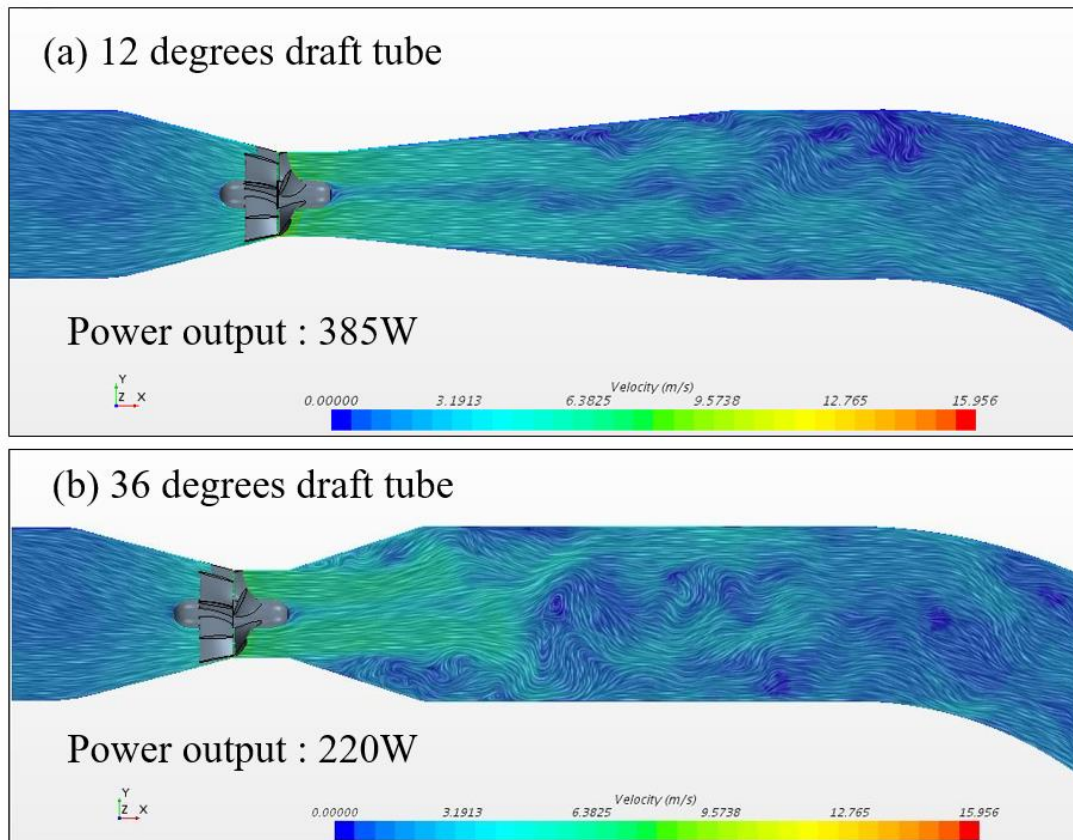 (a) 12 degrees draft tube
Power output : 385W
Y
Z X
Velocity (m/s)
0.00000 3.1913 6.3825 9.5738 12.765 15.956
(b) 36 degrees draft tube
Power output : 220W
Y
Z X
Velocity (m/s)
0.00000 3.1913 6.3825 9.5738 12.765 15.956